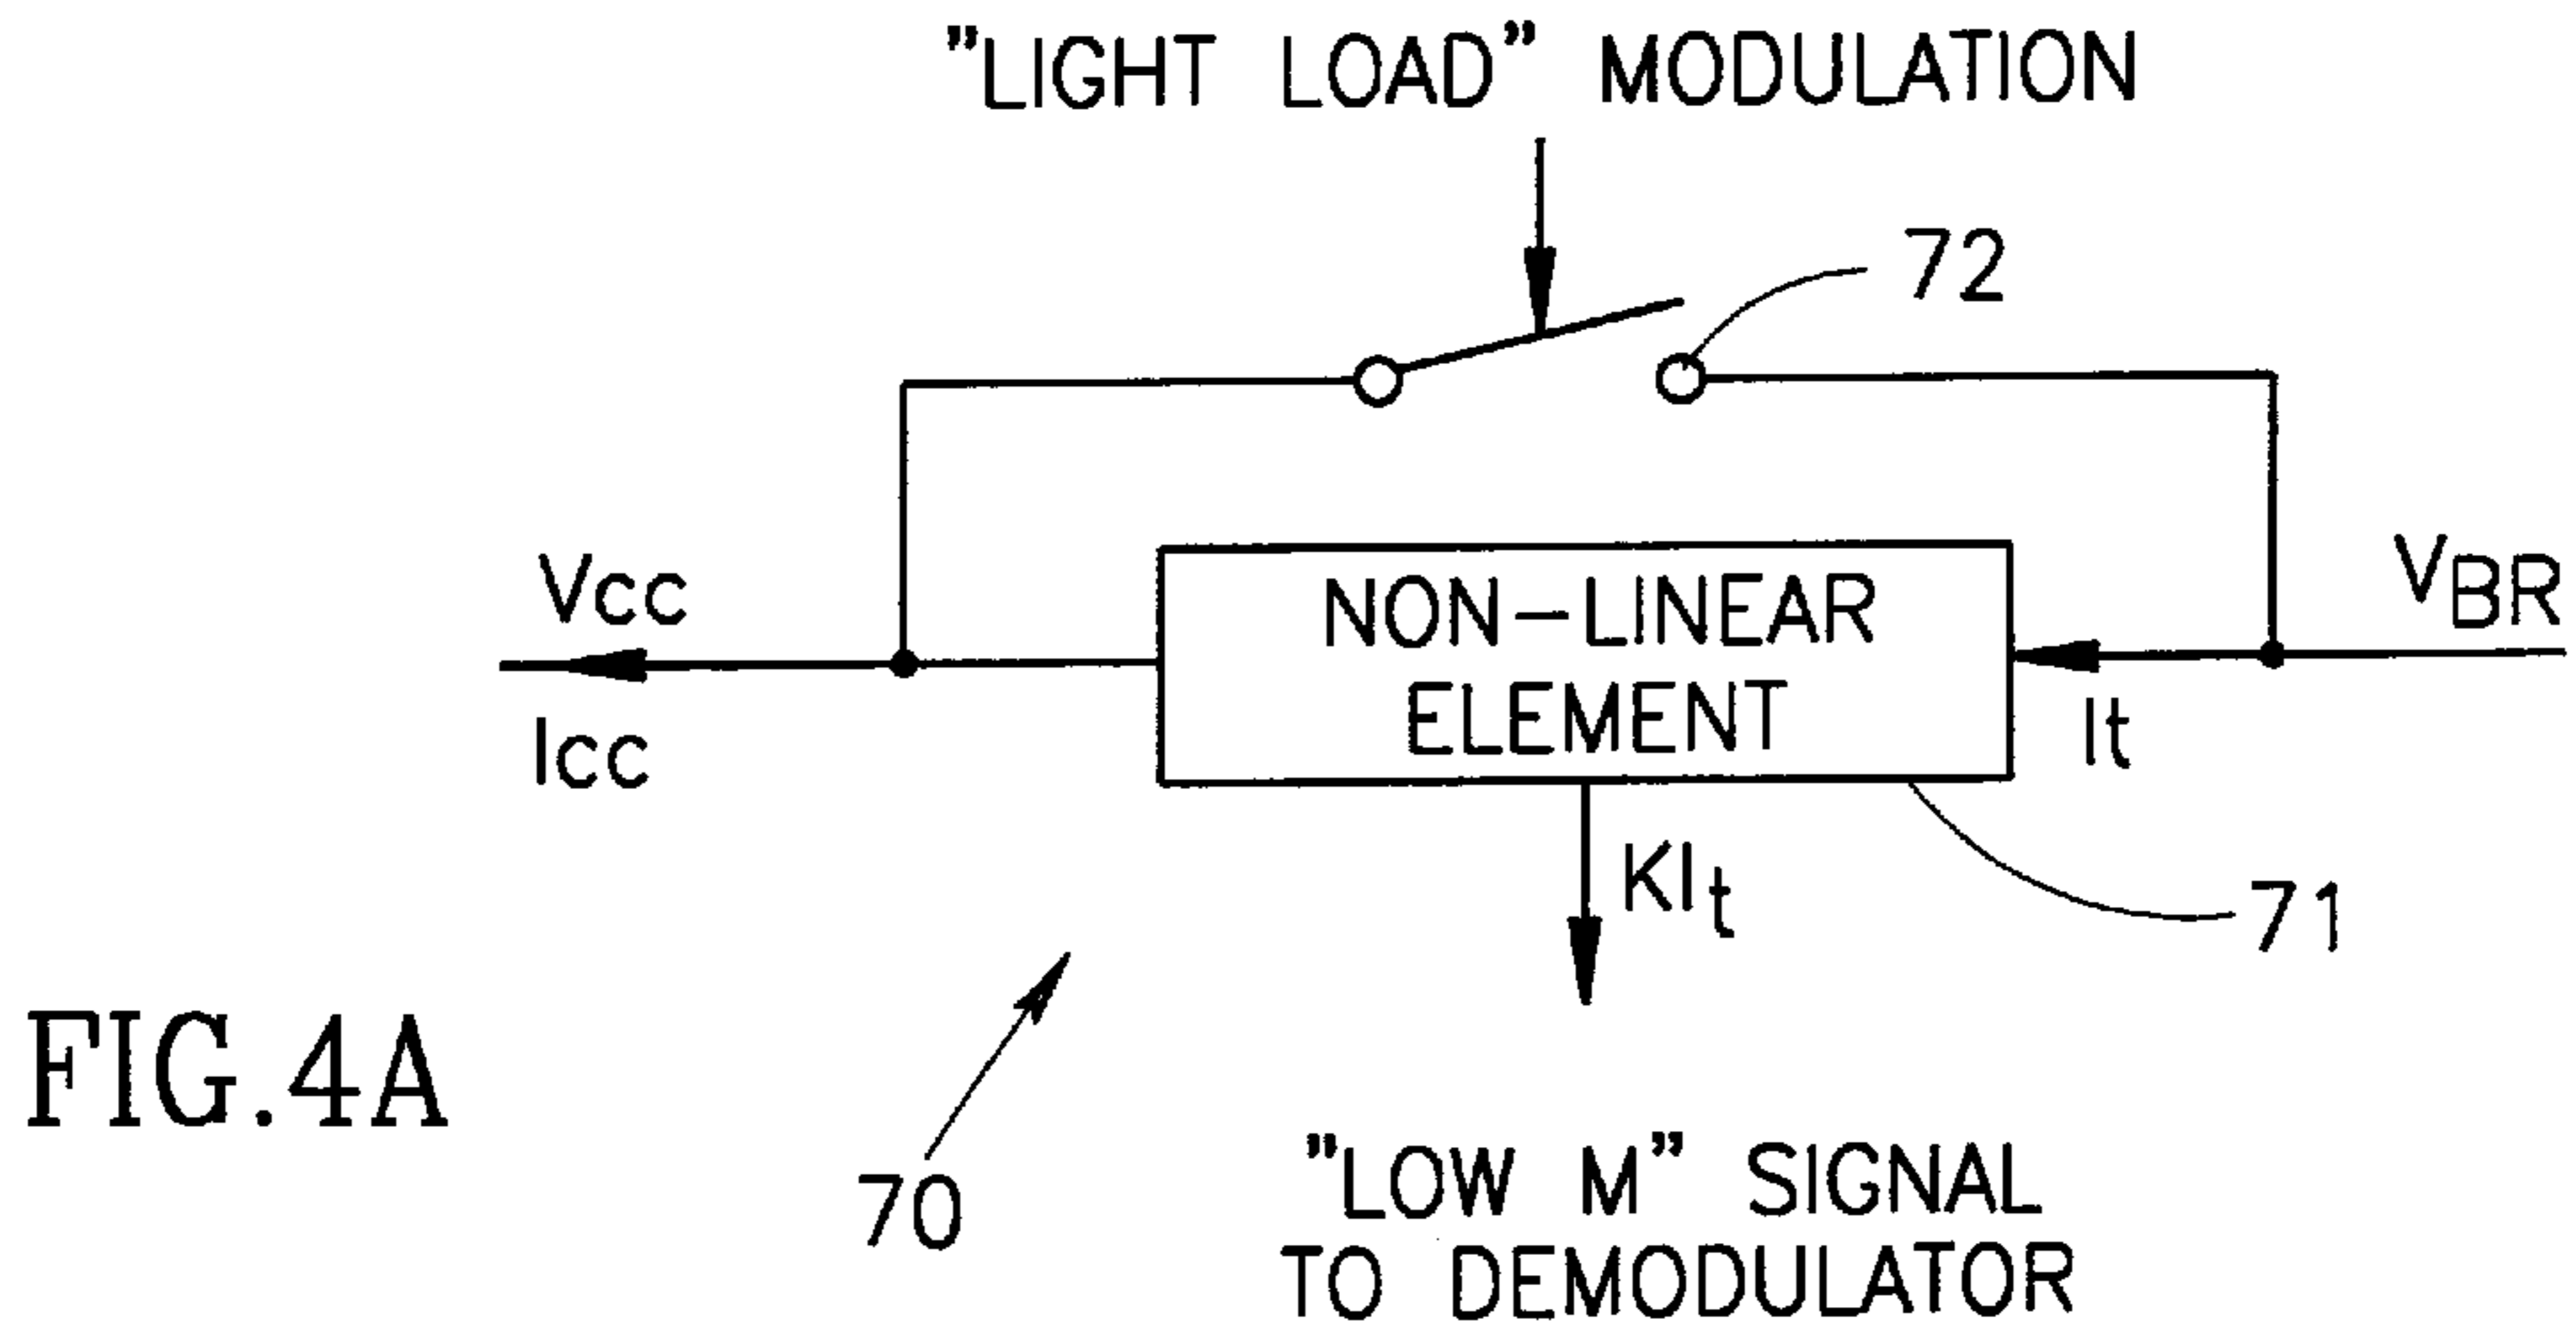 "LIGHT LOAD" MODULATION
72
Vcc
VBR
NON-LINEAR
ELEMENT
Icc
It
KIt
71
FIG.4A
70
"LOW M" SIGNAL
TO DEMODULATOR